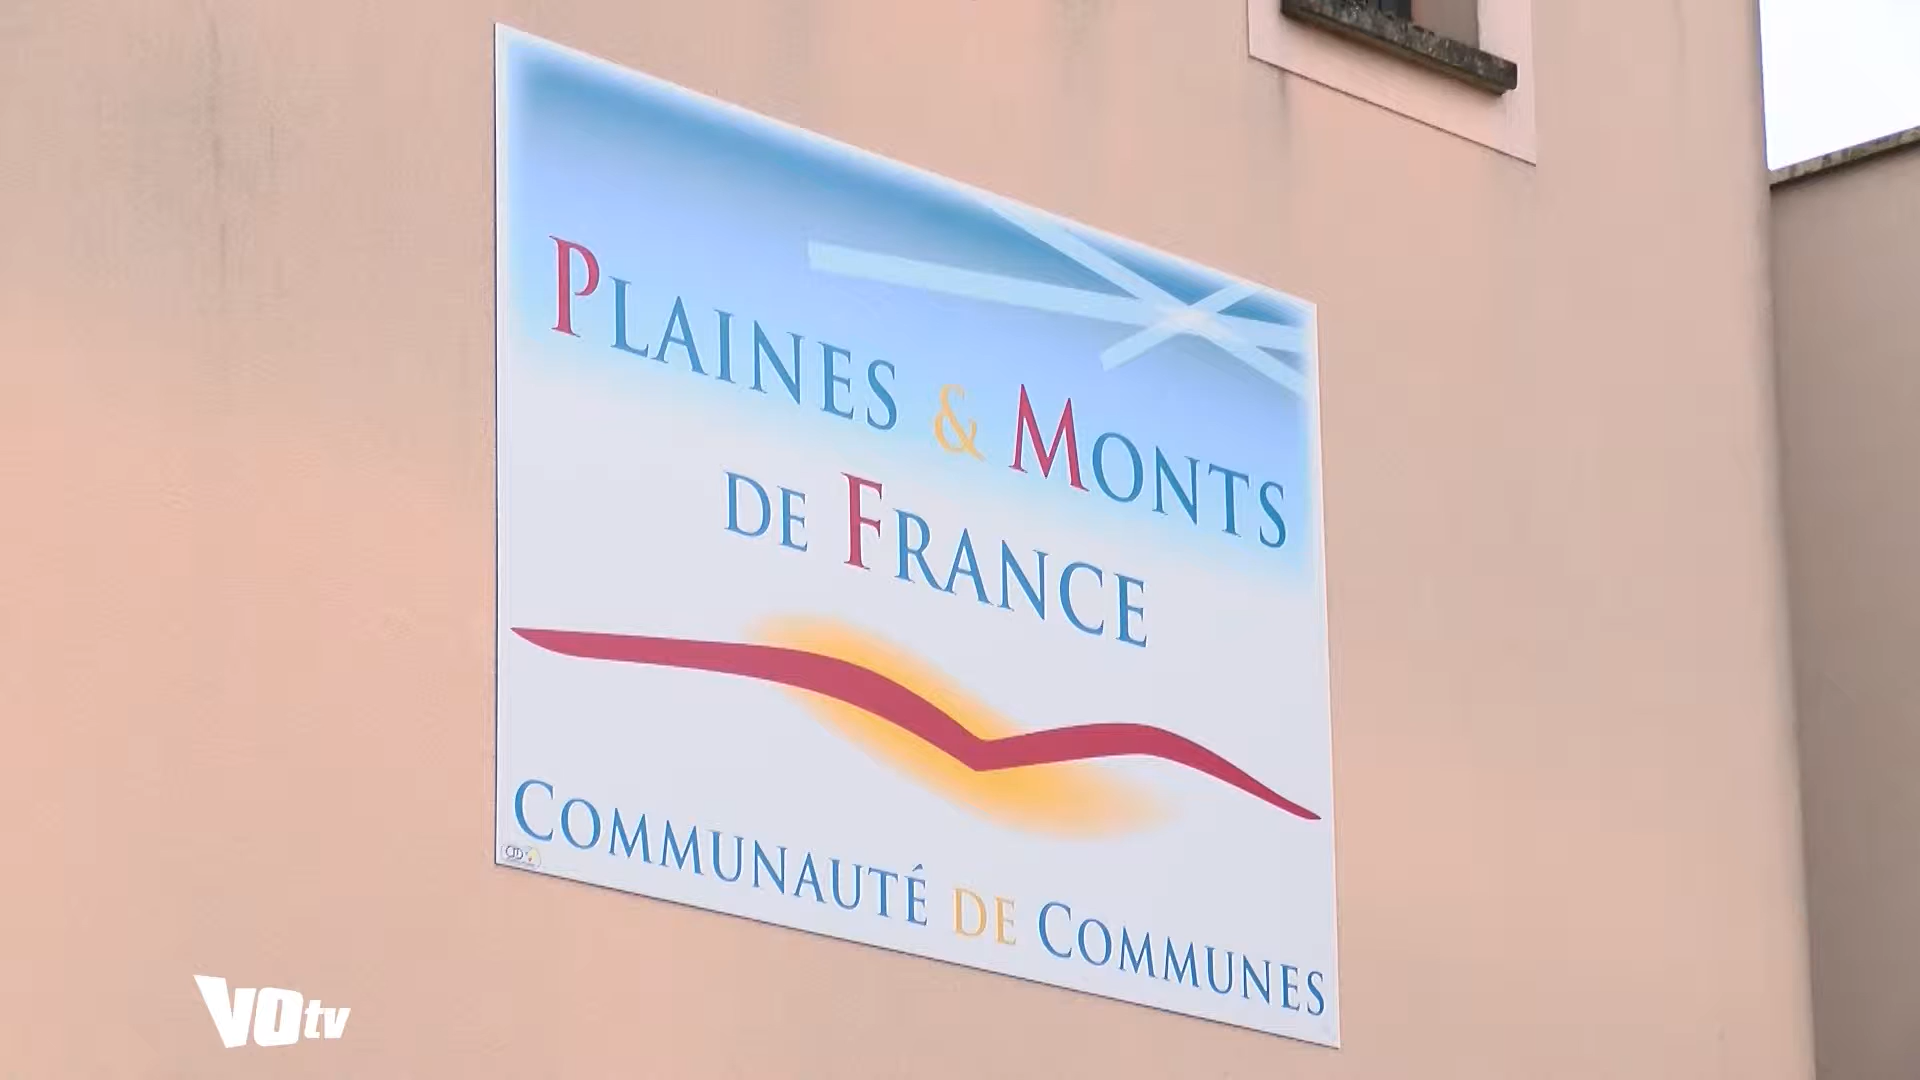 PLAINES & MONTS
DE FRANCE
COMMUNAUTÉ DE COMMUNES
VOtv